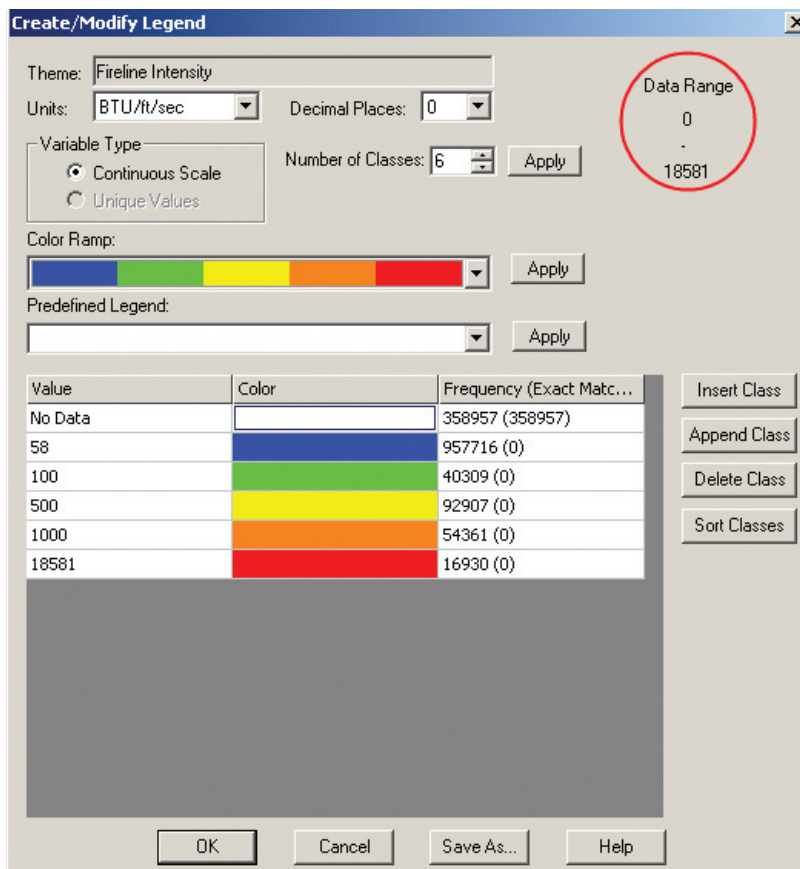 Create/Modify Legend
Theme: Fireline Intensity
Units: BTU/ft/sec Decimal Places: 0
Data Range
0
-
18581
Variable Type
Continuous Scale
Unique Values
Number of Classes: 6 Apply
Color Ramp:
Apply
Predefined Legend:
Apply
Value Color Frequency (Exact Matc...
No Data 358957 (358957)
58 957716 (0)
100 40309 (0)
500 92907 (0)
1000 54361 (0)
18581 16930 (0)
Insert Class
Append Class
Delete Class
Sort Classes
OK Cancel Save As... Help